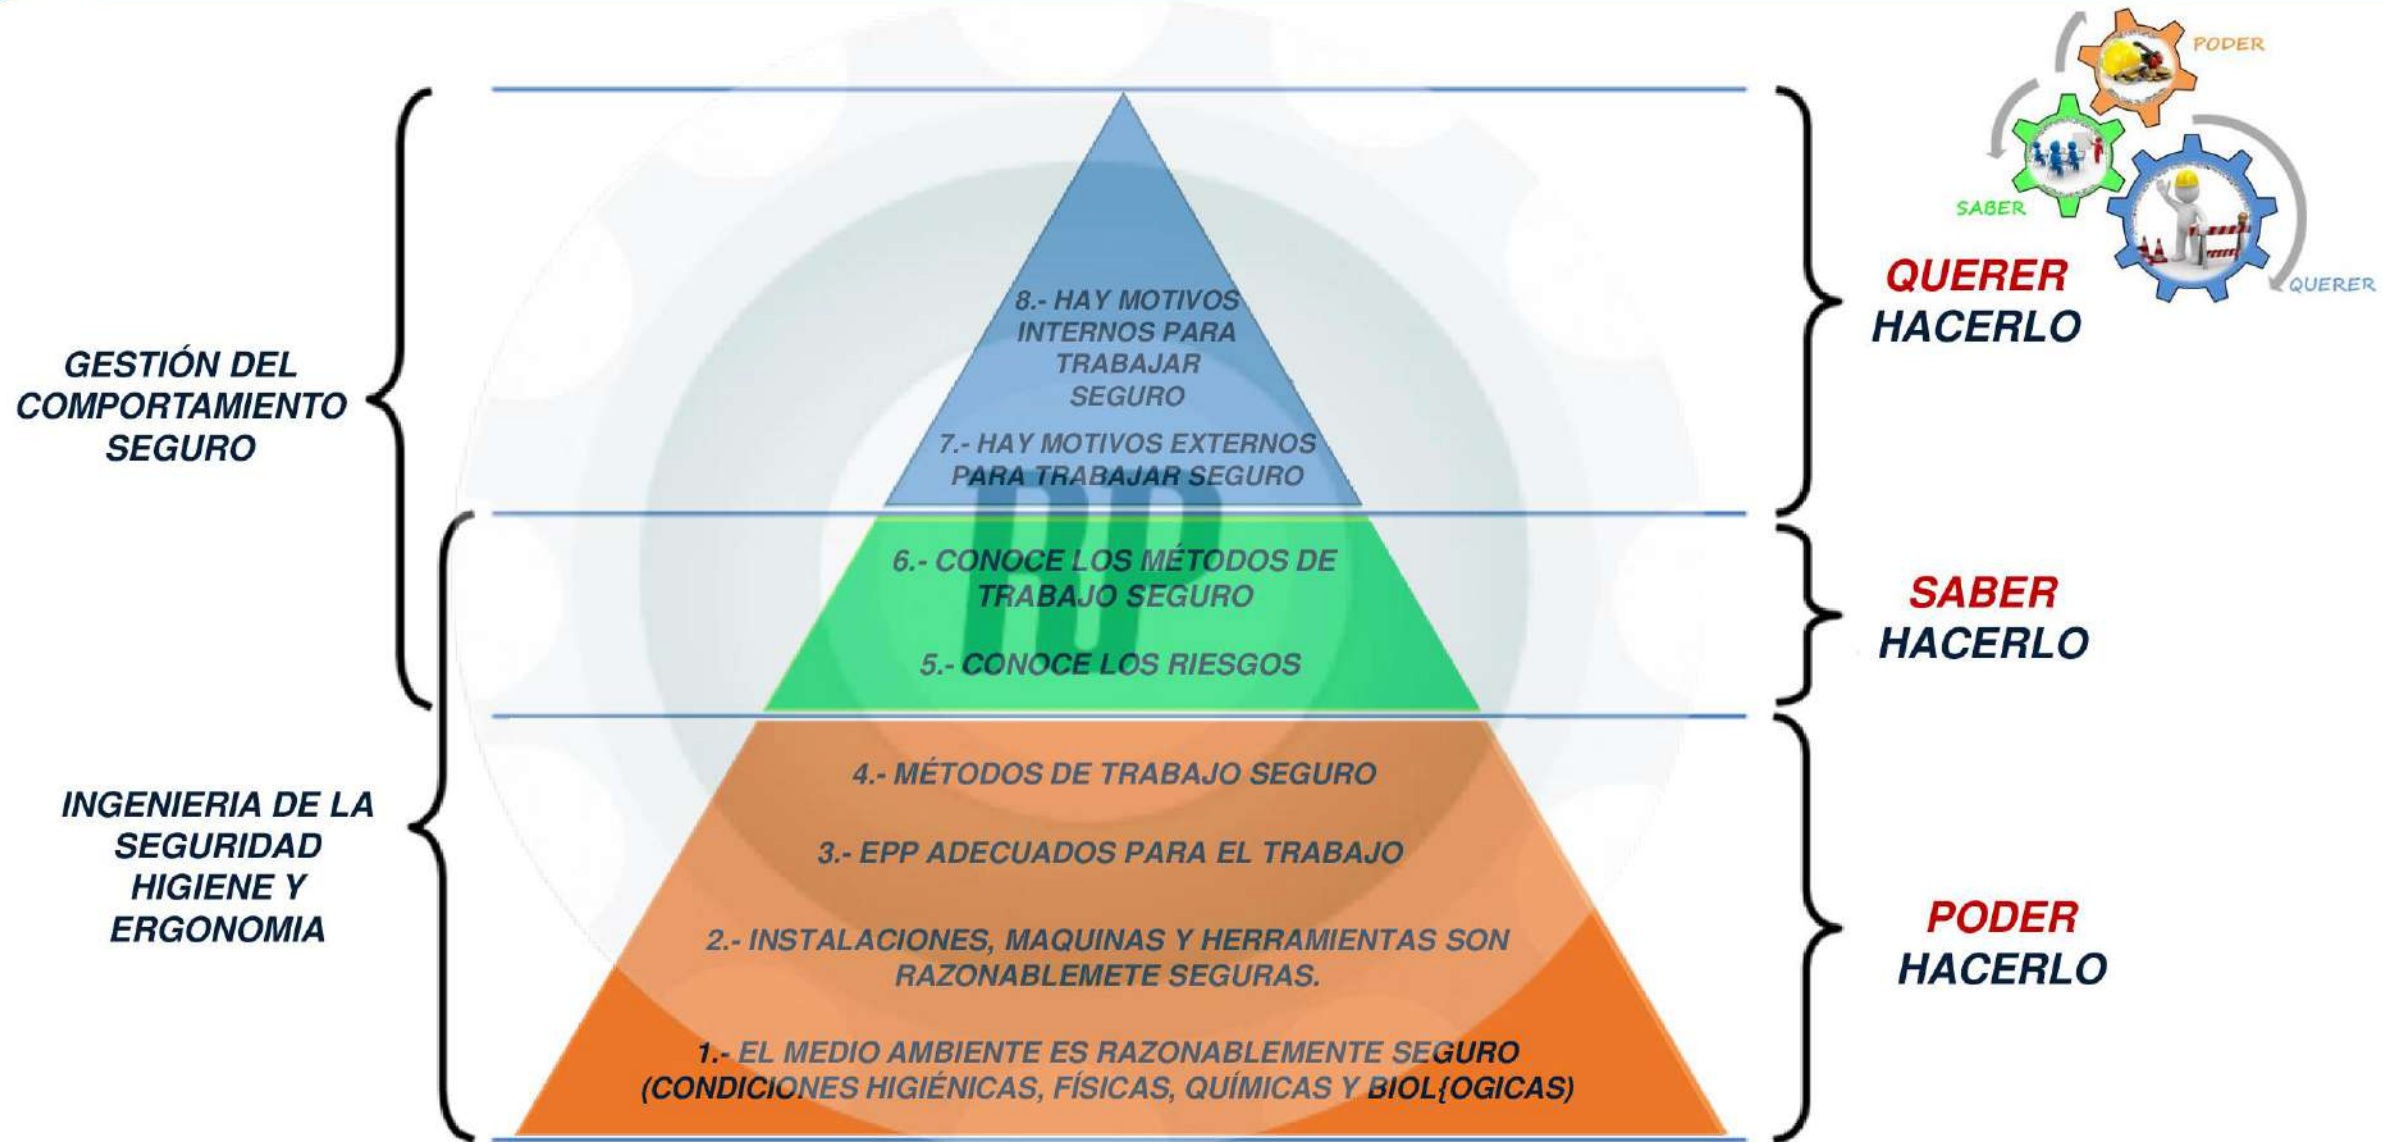 PODER
SABER
QUERER
GESTIÓN DEL
COMPORTAMIENTO
SEGURO
INGENIERIA DE LA
SEGURIDAD
HIGIENE Y
ERGONOMIA
8.- HAY MOTIVOS
INTERNOS PARA
TRABAJAR
SEGURO
7.- HAY MOTIVOS EXTERNOS
PARA TRABAJAR SEGURO
6.- CONOCE LOS MÉTODOS DE
TRABAJO SEGURO
5.- CONOCE LOS RIESGOS
4.- MÉTODOS DE TRABAJO SEGURO
3.- EPP ADECUADOS PARA EL TRABAJO
2.- INSTALACIONES, MAQUINAS Y HERRAMIENTAS SON
RAZONABLEMETE SEGURAS.
1.- EL MEDIO AMBIENTE ES RAZONABLEMENTE SEGURO
(CONDICIONES HIGIÉNICAS, FÍSICAS, QUÍMICAS Y BIOL{OGICAS)
RP
QUERER
HACERLO
SABER
HACERLO
PODER
HACERLO